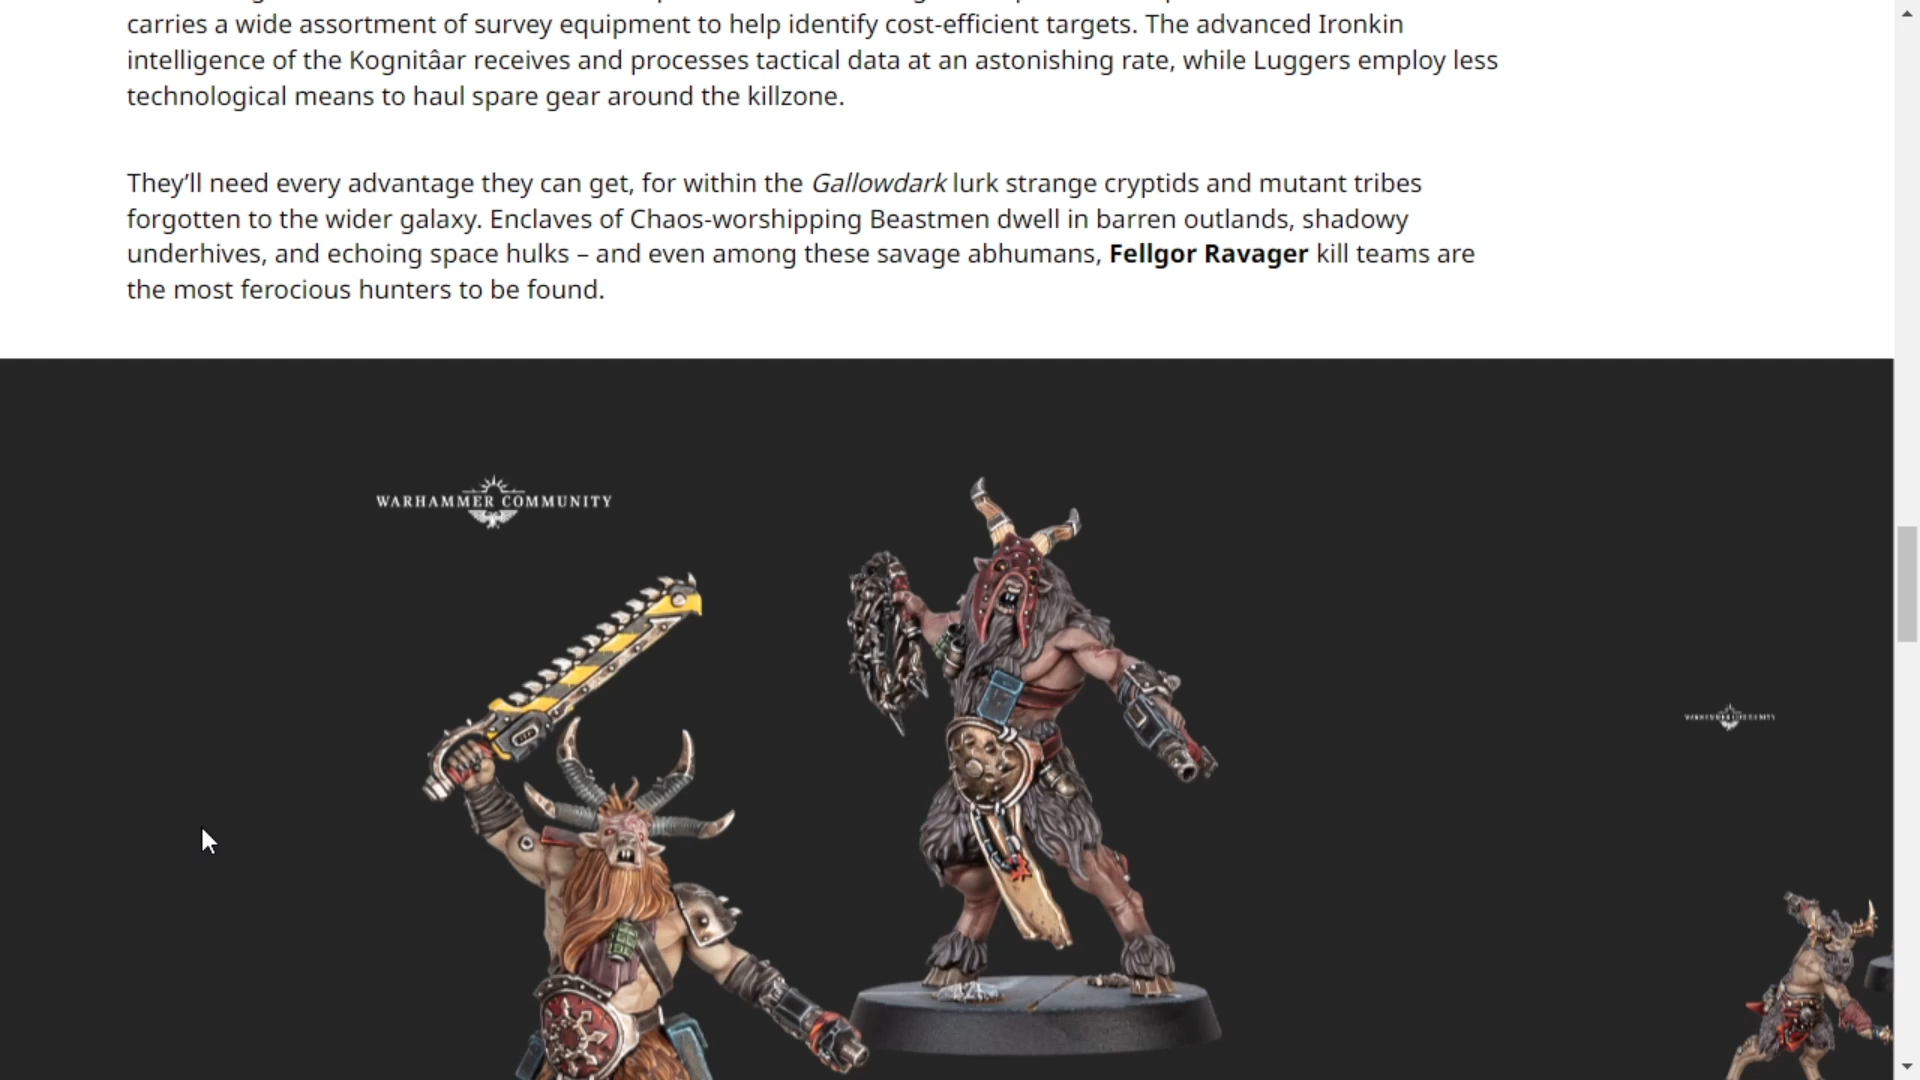 carries a wide assortment of survey equipment to help identify cost-efficient targets. The advanced Ironkin
intelligence of the Kognitâar receives and processes tactical data at an astonishing rate, while Luggers employ less
technological means to haul spare gear around the killzone.
They’ll need every advantage they can get, for within the Gallowdark lurk strange cryptids and mutant tribes
forgotten to the wider galaxy. Enclaves of Chaos-worshipping Beastmen dwell in barren outlands, shadowy
underhives, and echoing space hulks – and even among these savage abhumans, Fellgor Ravager kill teams are
the most ferocious hunters to be found.
WARHAMMER COMMUNITY
WARHAMMER COMMUNITY